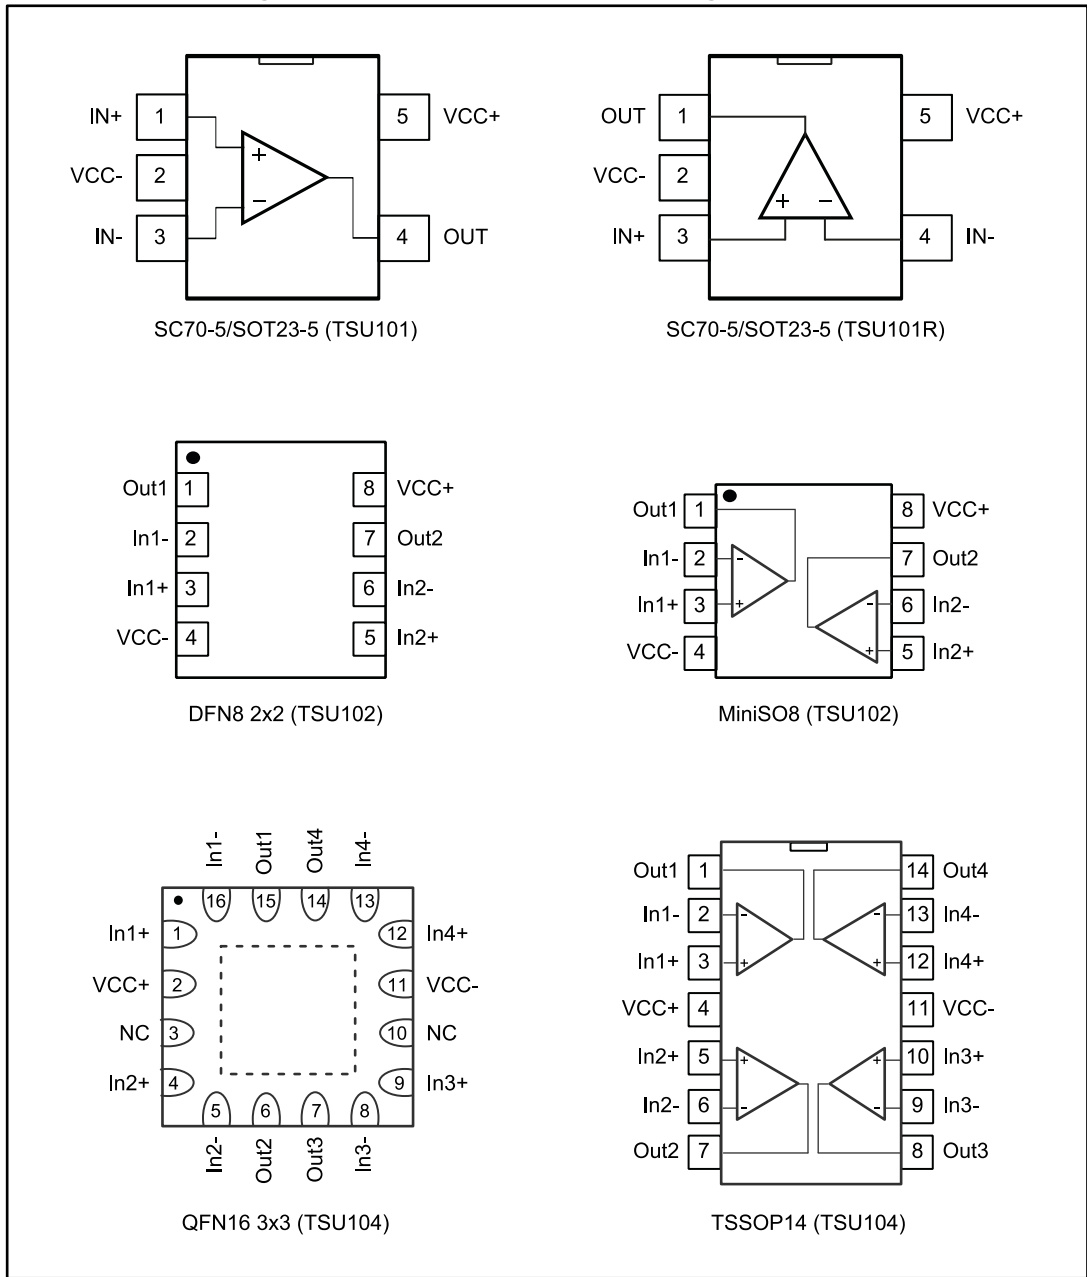 IN+ 1 5 VCC+
VCC- 2
IN- 3 4 OUT
+
-
SC70-5/SOT23-5 (TSU101)
OUT 1 5 VCC+
VCC- 2
IN+ 3 4 IN-
+ -
SC70-5/SOT23-5 (TSU101R)
Out1 1 8 VCC+
In1- 2 7 Out2
In1+ 3 6 In2-
VCC- 4 5 In2+
DFN8 2x2 (TSU102)
Out1 1 8 VCC+
In1- 2 - 7 Out2
In1+ 3 + - 6 In2-
VCC- 4 + 5 In2+
MiniSO8 (TSU102)
In1- Out1 Out4 In4-
16 15 14 13
In1+ 1 12 In4+
VCC+ 2 11 VCC-
NC 3 10 NC
In2+ 4 9 In3+
5 6 7 8
In2- Out2 Out3 In3-
QFN16 3x3 (TSU104)
Out1 1 14 Out4
In1- 2 - - 13 In4-
In1+ 3 + + 12 In4+
VCC+ 4 11 VCC-
In2+ 5 + + 10 In3+
In2- 6 - - 9 In3-
Out2 7 8 Out3
TSSOP14 (TSU104)